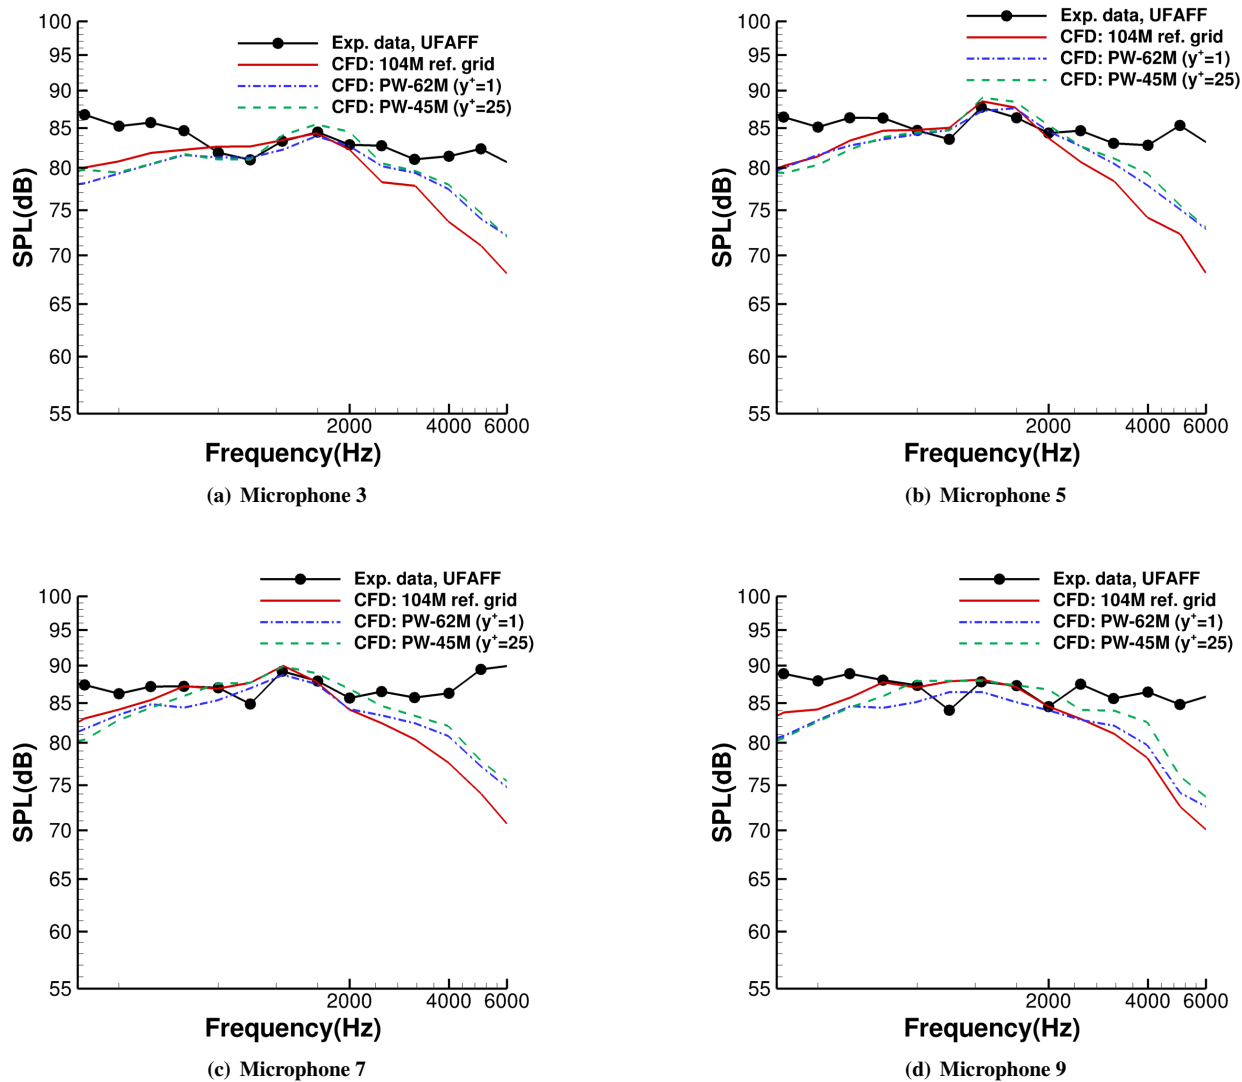 100
95
90
85
80
75
70
65
60
55
SPL(dB)
Exp. data, UFAFF
CFD: 104M ref. grid
CFD: PW-62M (y+=1)
CFD: PW-45M (y+=25)
2000 4000 6000
Frequency(Hz)
(a) Microphone 3
100
95
90
85
80
75
70
65
60
55
SPL(dB)
Exp. data, UFAFF
CFD: 104M ref. grid
CFD: PW-62M (y+=1)
CFD: PW-45M (y+=25)
2000 4000 6000
Frequency(Hz)
(b) Microphone 5
100
95
90
85
80
75
70
65
60
55
SPL(dB)
Exp. data, UFAFF
CFD: 104M ref. grid
CFD: PW-62M (y+=1)
CFD: PW-45M (y+=25)
2000 4000 6000
Frequency(Hz)
(c) Microphone 7
100
95
90
85
80
75
70
65
60
55
SPL(dB)
Exp. data, UFAFF
CFD: 104M ref. grid
CFD: PW-62M (y+=1)
CFD: PW-45M (y+=25)
2000 4000 6000
Frequency(Hz)
(d) Microphone 9